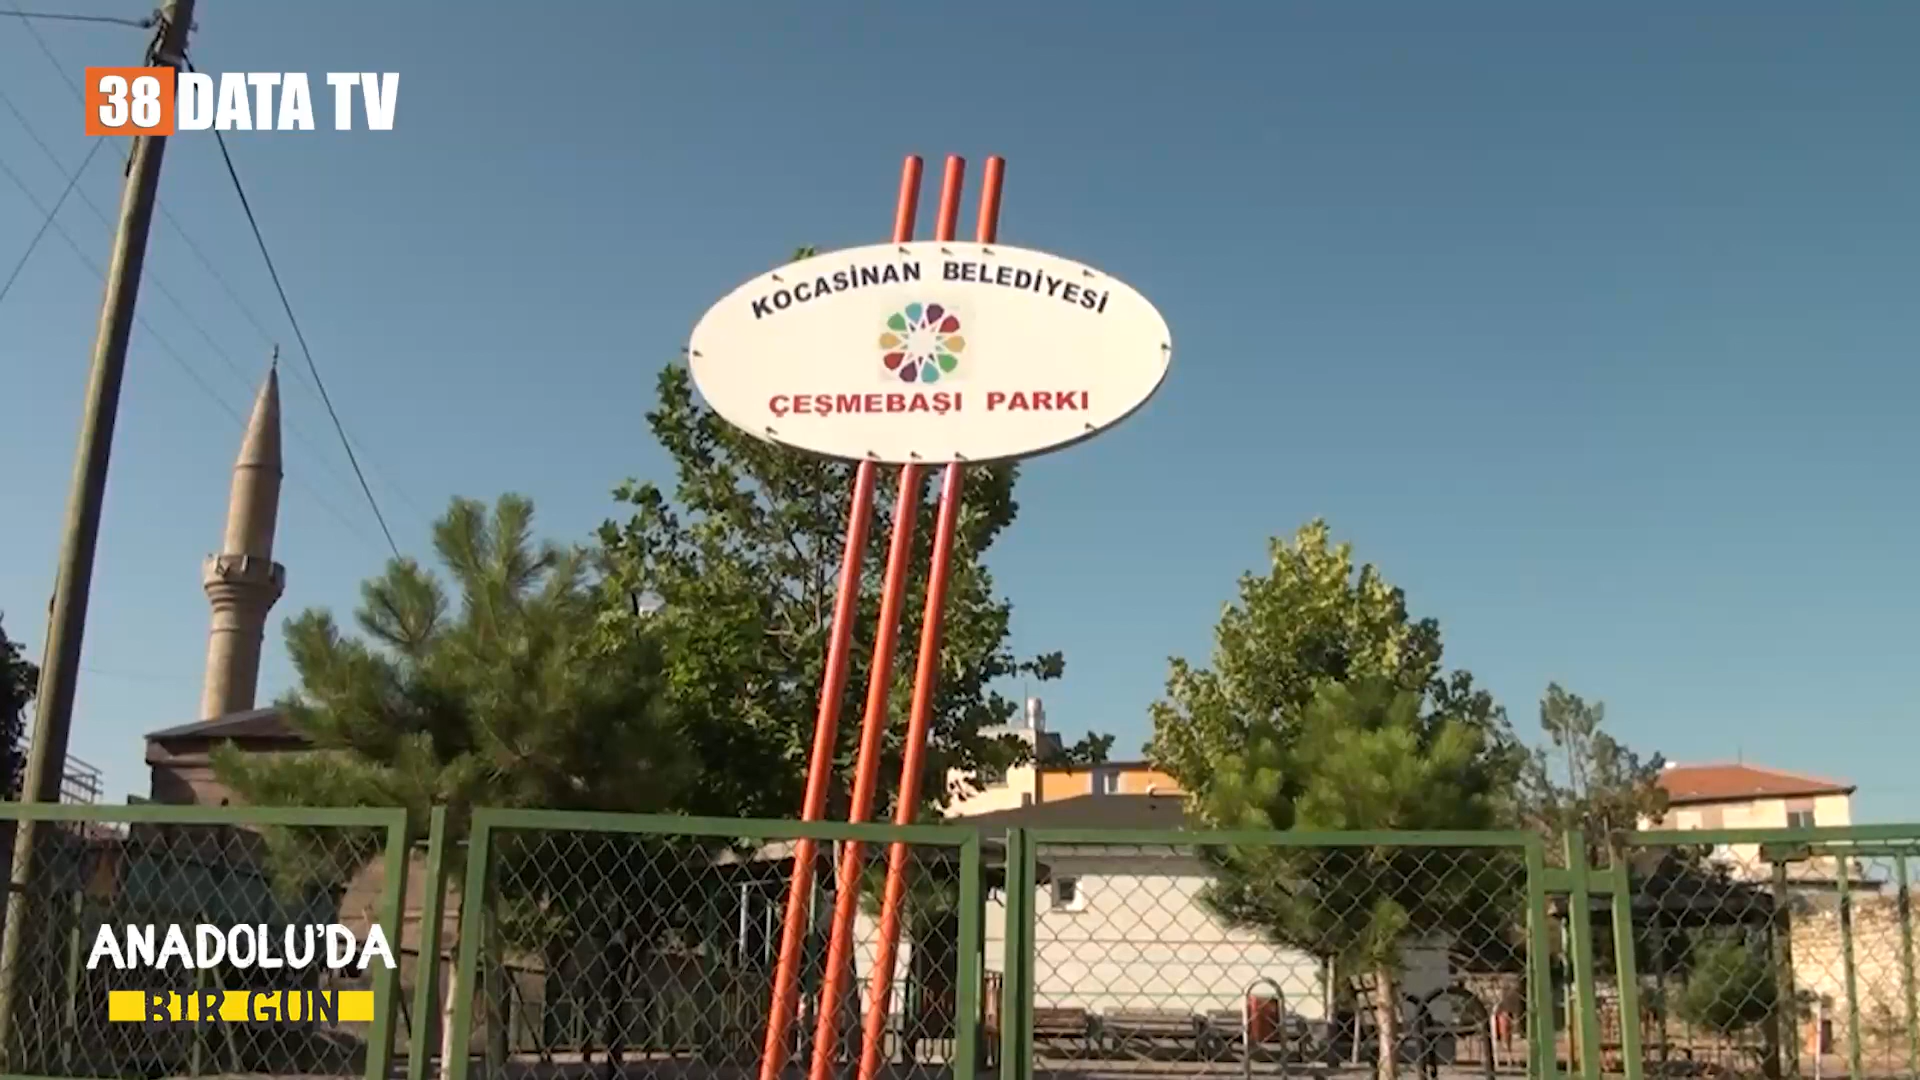 38 DATA TV
KOCASİNAN BELEDİYESİ
ÇEŞMEBAŞI PARKI
ANADOLU'DA
BİR GÜN